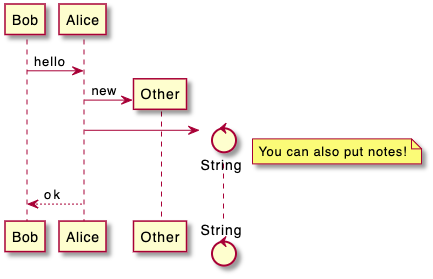 Bob Alice
hello
new
Other
String
You can also put notes!
ok
Bob Alice Other String